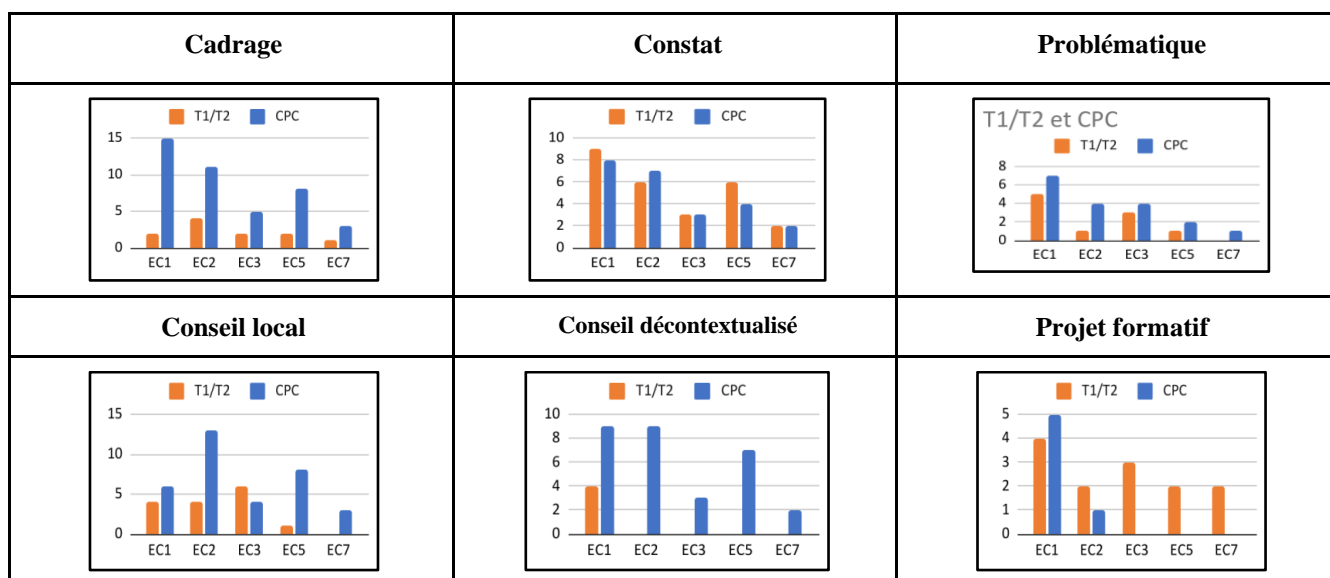 Cadrage
Constat
Problématique
T1/T2 CPC
15
10
5
0
EC1 EC2 EC3 EC5 EC7
T1/T2 CPC
10
8
6
4
2
0
EC1 EC2 EC3 EC5 EC7
T1/T2 et CPC
T1/T2 CPC
8
6
4
2
0
EC1 EC2 EC3 EC5 EC7
Conseil local
Conseil décontextualisé
Projet formatif
T1/T2 CPC
15
10
5
0
EC1 EC2 EC3 EC5 EC7
T1/T2 CPC
10
8
6
4
2
0
EC1 EC2 EC3 EC5 EC7
T1/T2 CPC
5
4
3
2
1
0
EC1 EC2 EC3 EC5 EC7